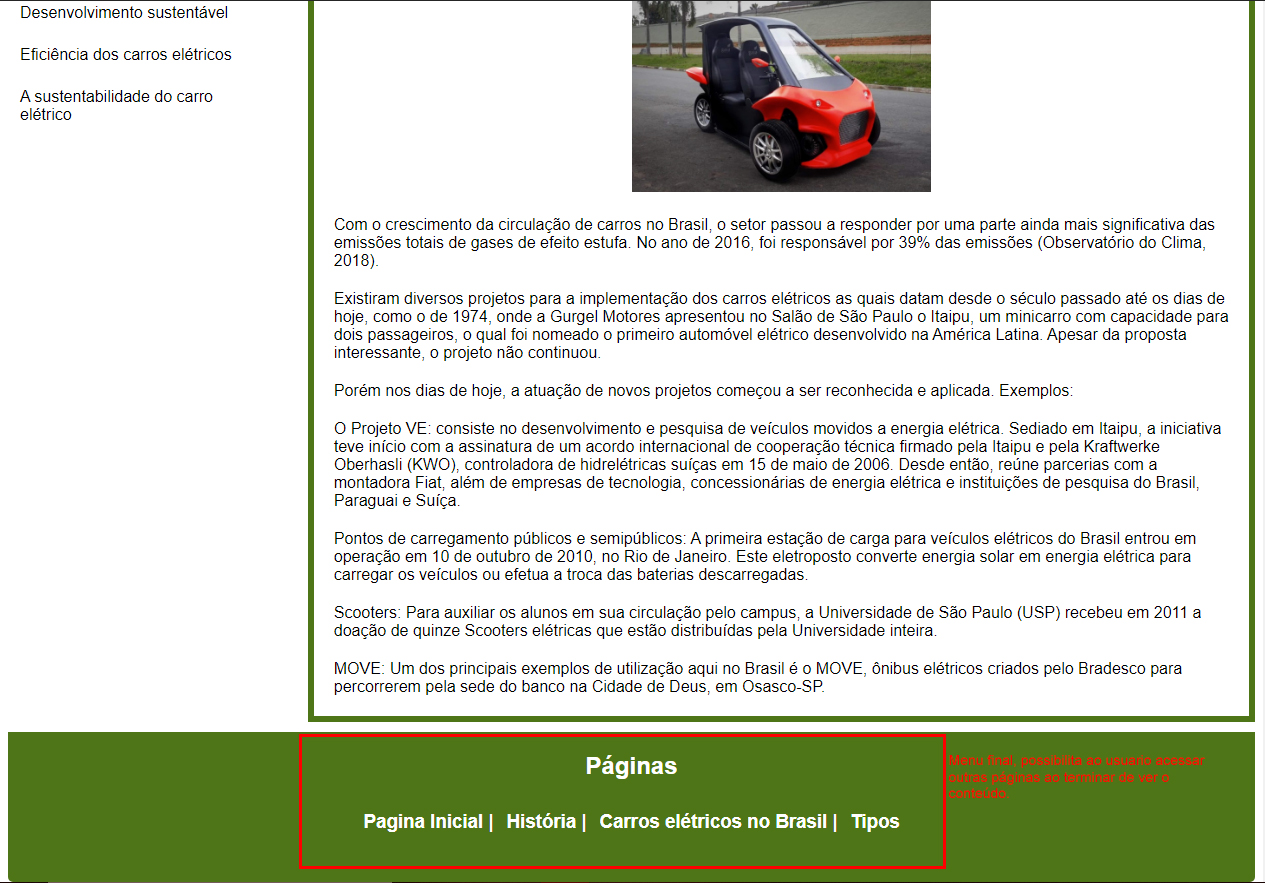 Desenvolvimento sustentável
Eficiência dos carros elétricos
A sustentabilidade do carro
elétrico
Com o crescimento da circulação de carros no Brasil, o setor passou a responder por uma parte ainda mais significativa das
emissões totais de gases de efeito estufa. No ano de 2016, foi responsável por 39% das emissões (Observatório do Clima,
2018).
Existiram diversos projetos para a implementação dos carros elétricos as quais datam desde o século passado até os dias de
hoje, como o de 1974, onde a Gurgel Motores apresentou no Salão de São Paulo o Itaipu, um minicarro com capacidade para
dois passageiros, o qual foi nomeado o primeiro automóvel elétrico desenvolvido na América Latina. Apesar da proposta
interessante, o projeto não continuou.
Porém nos dias de hoje, a atuação de novos projetos começou a ser reconhecida e aplicada. Exemplos:
O Projeto VE: consiste no desenvolvimento e pesquisa de veículos movidos a energia elétrica. Sediado em Itaipu, a iniciativa
teve início com a assinatura de um acordo internacional de cooperação técnica firmado pela Itaipu e pela Kraftwerke
Oberhasli (KWO), controladora de hidrelétricas suíças em 15 de maio de 2006. Desde então, reúne parcerias com a
montadora Fiat, além de empresas de tecnologia, concessionárias de energia elétrica e instituições de pesquisa do Brasil,
Paraguai e Suíça.
Pontos de carregamento públicos e semipúblicos: A primeira estação de carga para veículos elétricos do Brasil entrou em
operação em 10 de outubro de 2010, no Rio de Janeiro. Este eletroposto converte energia solar em energia elétrica para
carregar os veículos ou efetua a troca das baterias descarregadas.
Scooters: Para auxiliar os alunos em sua circulação pelo campus, a Universidade de São Paulo (USP) recebeu em 2011 a
doação de quinze Scooters elétricas que estão distribuídas pela Universidade inteira.
MOVE: Um dos principais exemplos de utilização aqui no Brasil é o MOVE, ônibus elétricos criados pelo Bradesco para
percorrerem pela sede do banco na Cidade de Deus, em Osasco-SP.
Páginas
Pagina Inicial | História | Carros elétricos no Brasil | Tipos
Menu final, possibilita ao usuario acessar
outras páginas ao terminar de ver o
conteúdo